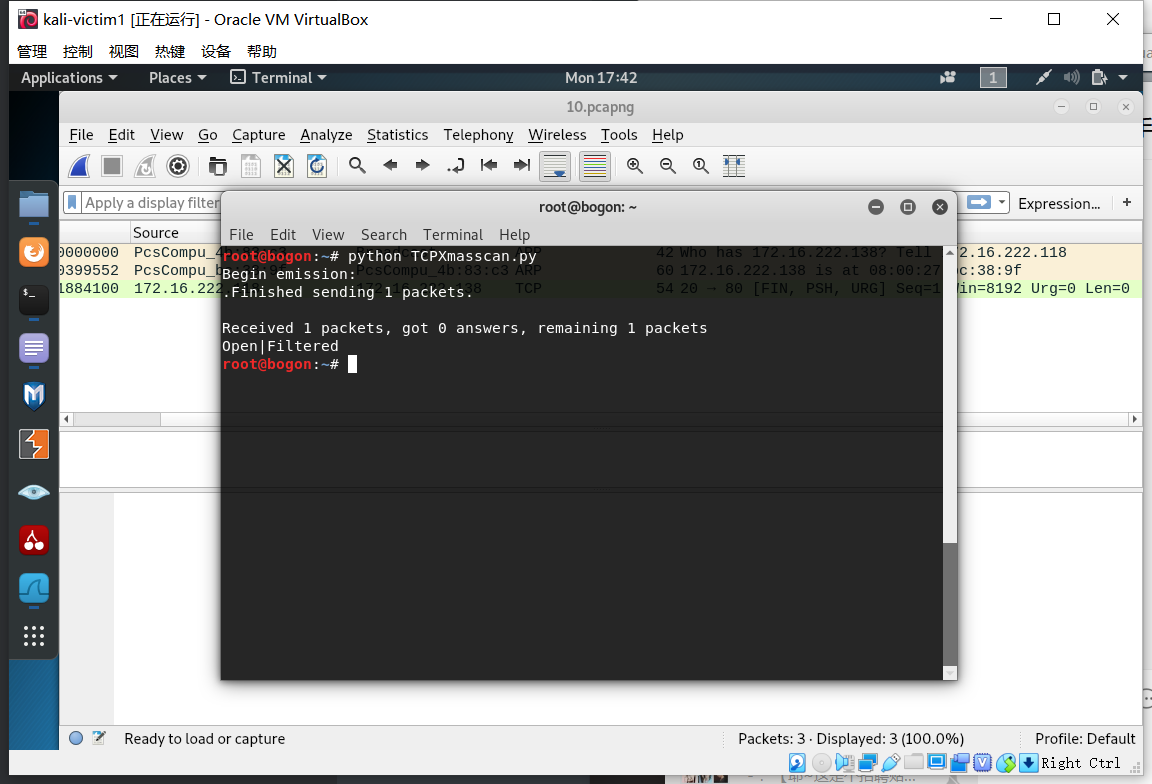 kali-victim1 [正在运行] - Oracle VM VirtualBox
管理 控制 视图 热键 设备 帮助
Applications Places Terminal Mon 17:42 1
10.pcapng
File Edit View Go Capture Analyze Statistics Telephony Wireless Tools Help
Apply a display filter Expression... +
root@bogon: ~
File Edit View Search Terminal Help
Source
0000000 PcsCompu_4b:83:c3 ARP 42 Who has 172.16.222.138? Tell 2.16.222.118
0399552 PcsCompu_ PcsCompu_4b:83:c3 ARP 60 172.16.222.138 is at 08:00:27 c:38:9f
1884100 172.16.222. TCP 54 20 → 80 [FIN, PSH, URG] Seq=1 Win=8192 Urg=0 Len=0
root@bogon:~# python TCPXmasscan.py
Begin emission:
.Finished sending 1 packets.
Received 1 packets, got 0 answers, remaining 1 packets
Open|Filtered
root@bogon:~#
Ready to load or capture Packets: 3 · Displayed: 3 (100.0%) Profile: Default
Right Ctrl